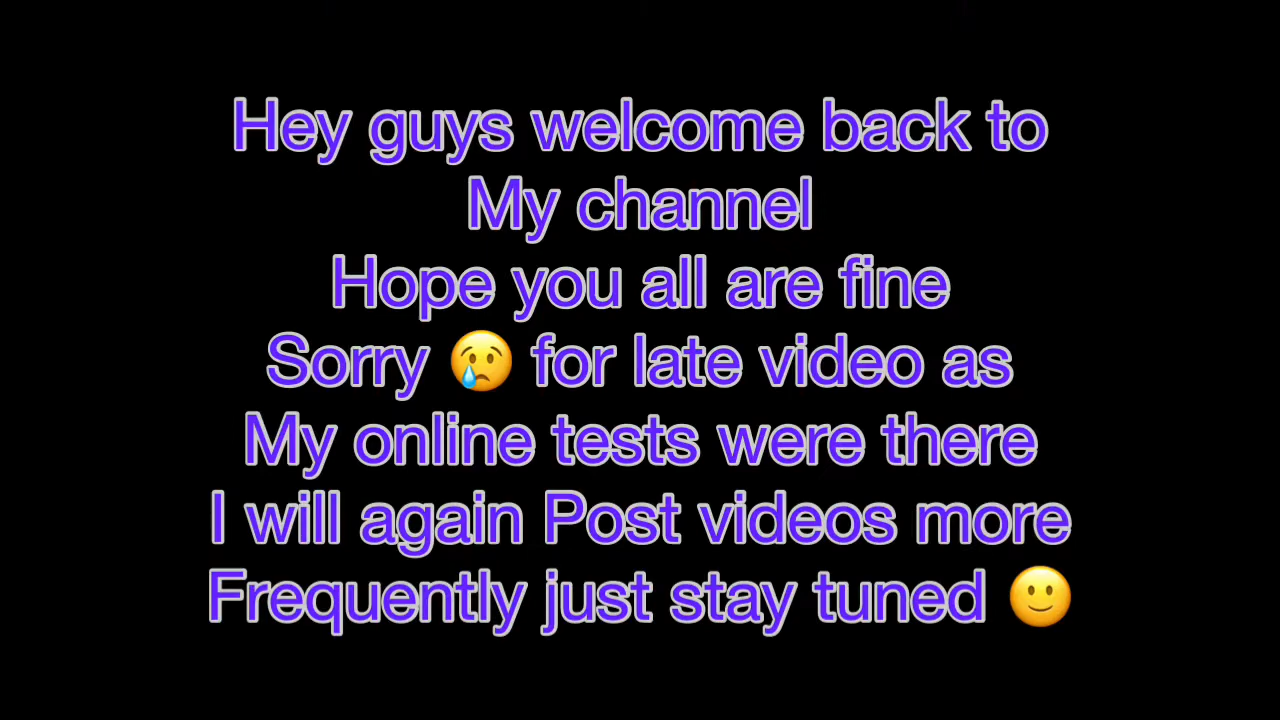 Hey guys welcome back to
My channel
Hope you all are fine
Sorry 😢 for late video as
My online tests were there
I will again Post videos more
Frequently just stay tuned 🙂